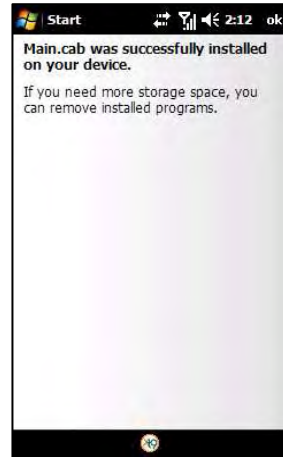 Start 2:12 ok
Main.cab was successfully installed
on your device.
If you need more storage space, you
can remove installed programs.